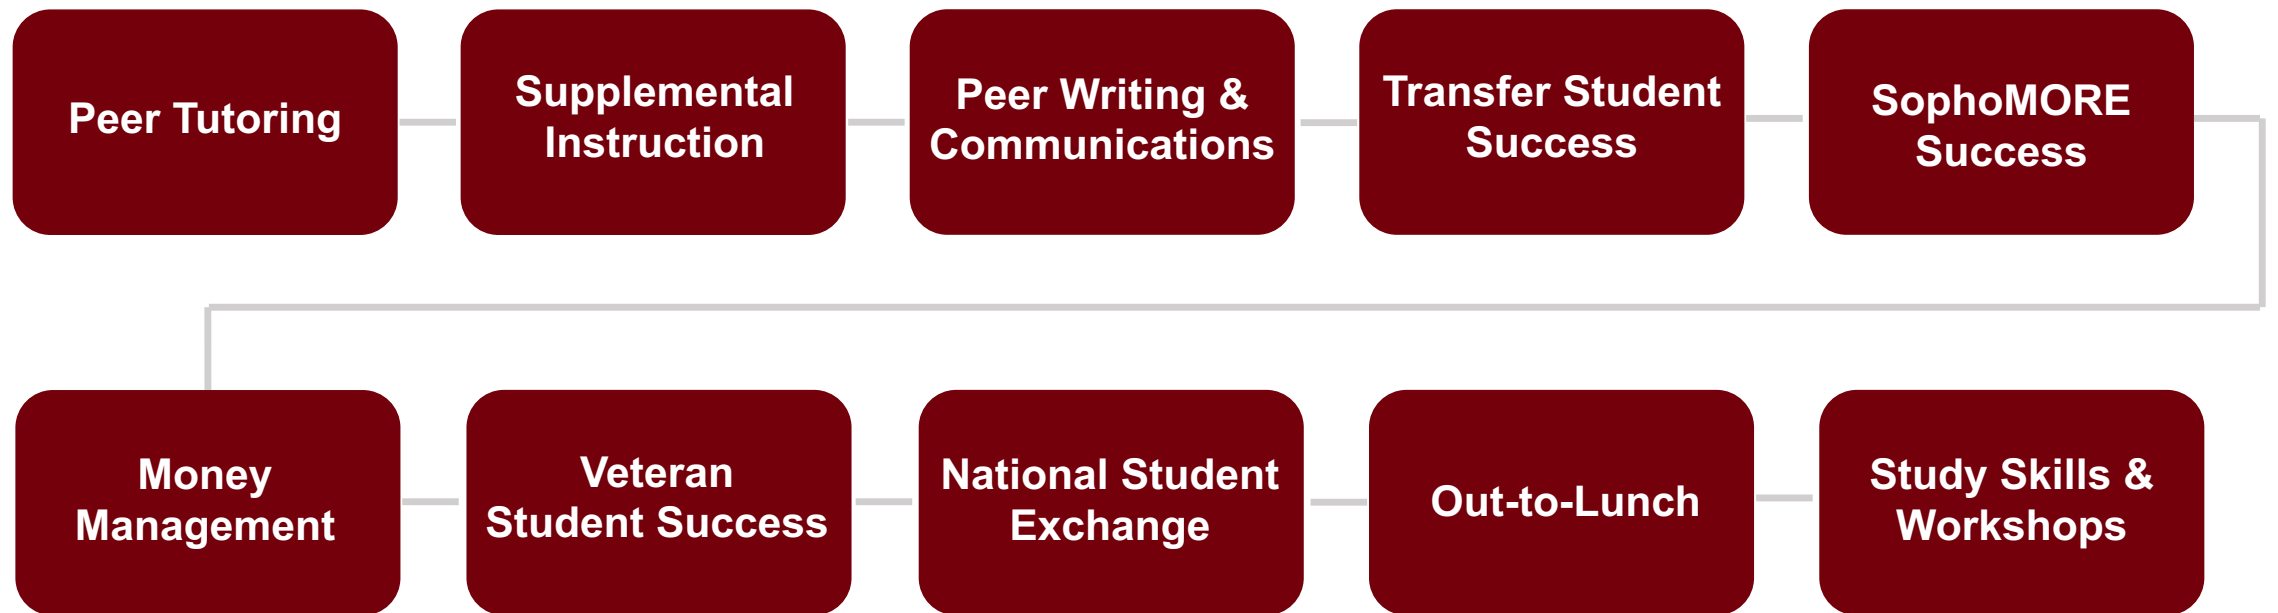 Peer Tutoring
Supplemental
Instruction
Peer Writing &
Communications
Transfer Student
Success
SophoMORE
Success
Money
Management
Veteran
Student Success
National Student
Exchange
Out-to-Lunch
Study Skills &
Workshops